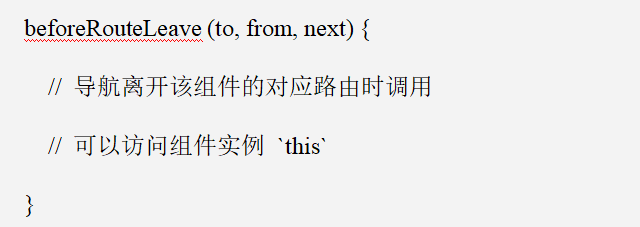 beforeRouteLeave (to, from, next) {
// 导航离开该组件的对应路由时调用
// 可以访问组件实例 `this`
}